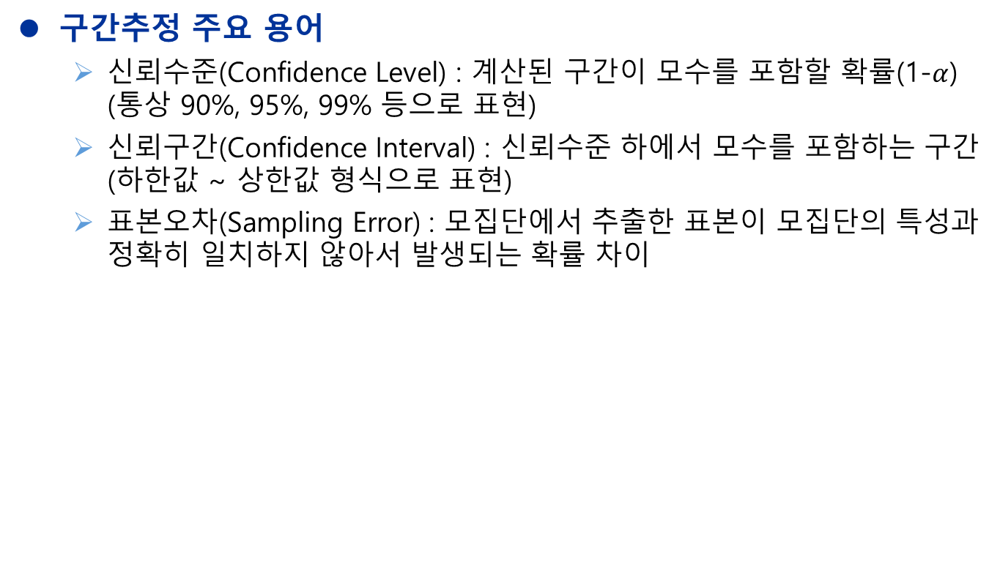 ● 구간추정 주요 용어
➢ 신뢰수준(Confidence Level) : 계산된 구간이 모수를 포함할 확률(1-𝛼)
(통상 90%, 95%, 99% 등으로 표현)
➢ 신뢰구간(Confidence Interval) : 신뢰수준 하에서 모수를 포함하는 구간
(하한값 ~ 상한값 형식으로 표현)
➢ 표본오차(Sampling Error) : 모집단에서 추출한 표본이 모집단의 특성과
정확히 일치하지 않아서 발생되는 확률 차이